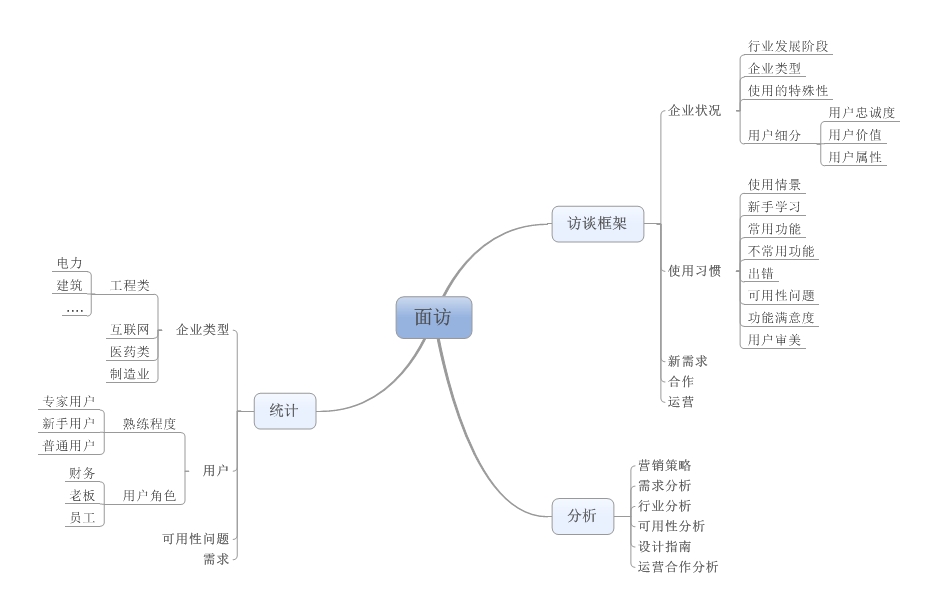 面访
访谈框架
企业状况
行业发展阶段
企业类型
使用的特殊性
用户细分
用户忠诚度
用户价值
用户属性
使用习惯
使用情景
新手学习
常用功能
不常用功能
出错
可用性问题
功能满意度
用户审美
新需求
合作
运营
分析
营销策略
需求分析
行业分析
可用性分析
设计指南
运营合作分析
统计
企业类型
工程类
电力
建筑
....
互联网
医药类
制造业
用户
熟练程度
专家用户
新手用户
普通用户
用户角色
财务
老板
员工
可用性问题
需求